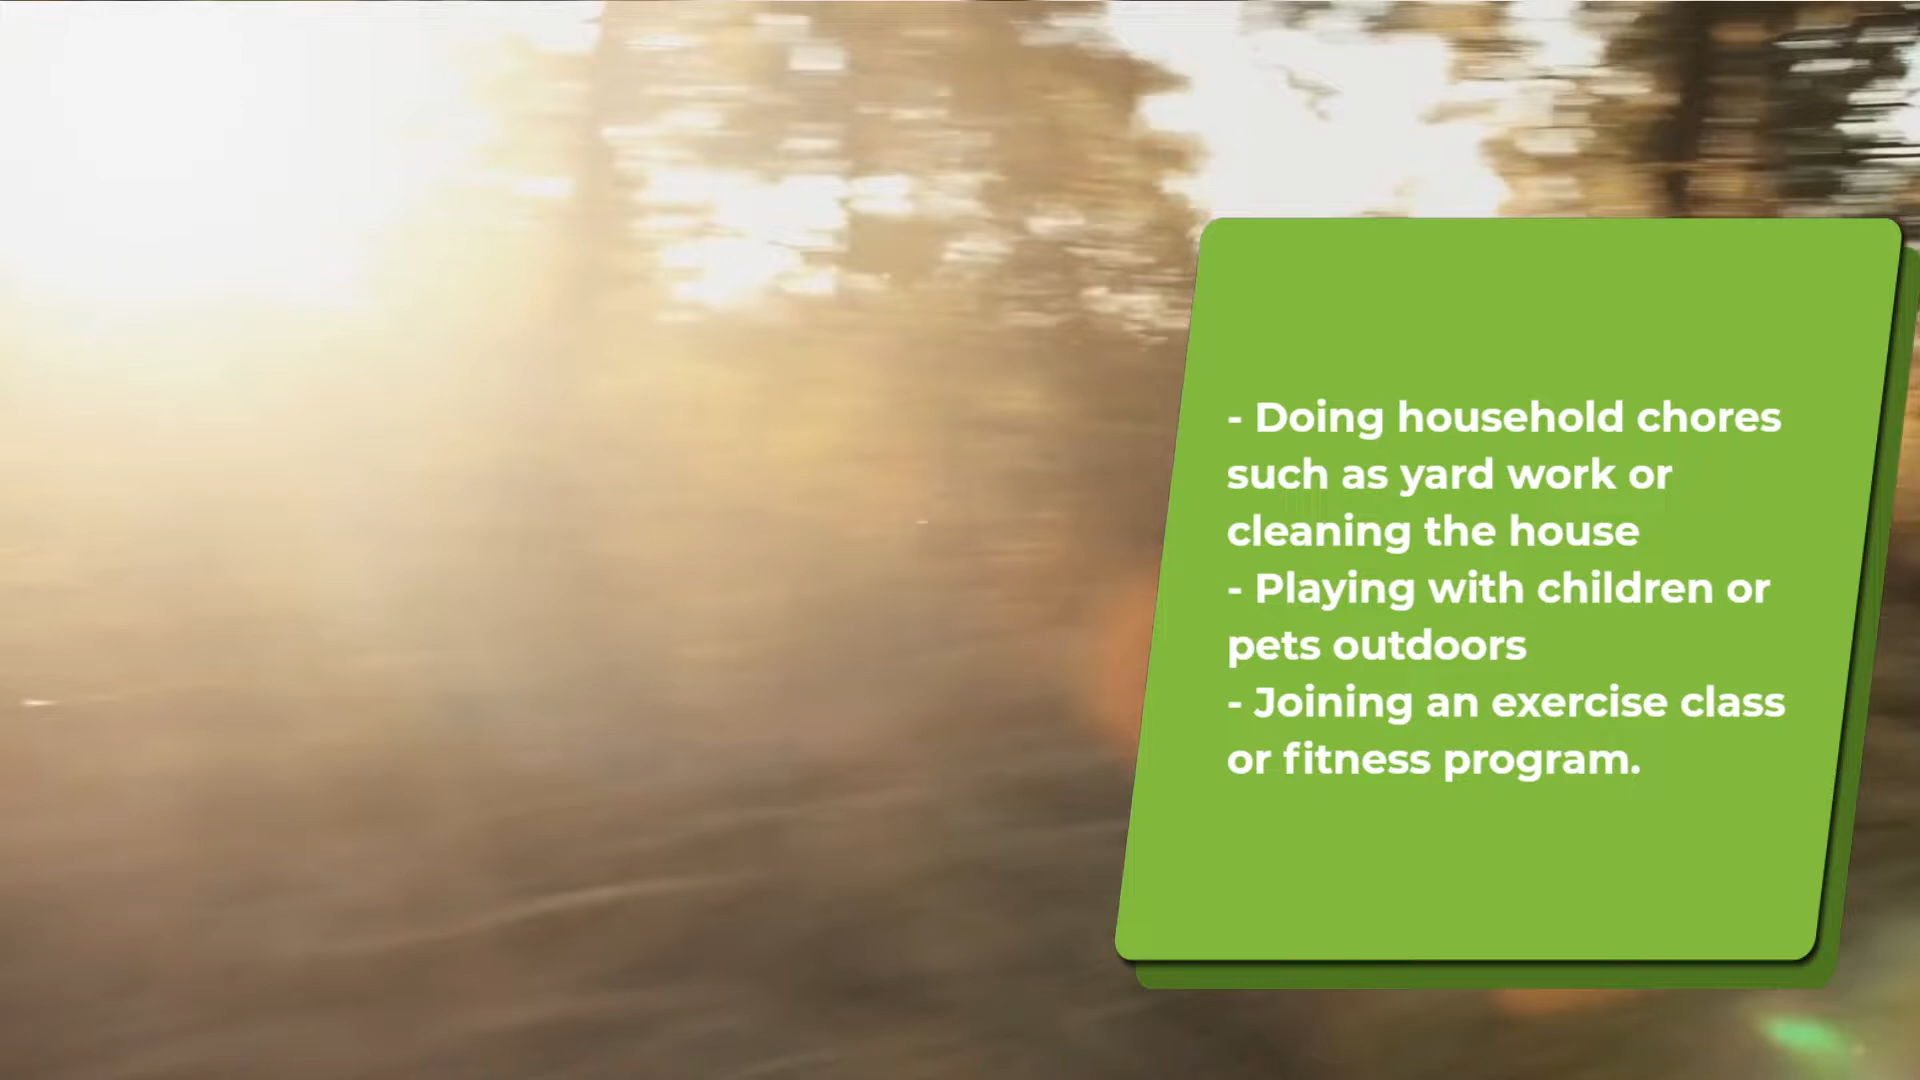 - Doing household chores
such as yard work or
cleaning the house
- Playing with children or
pets outdoors
- Joining an exercise class
or fitness program.